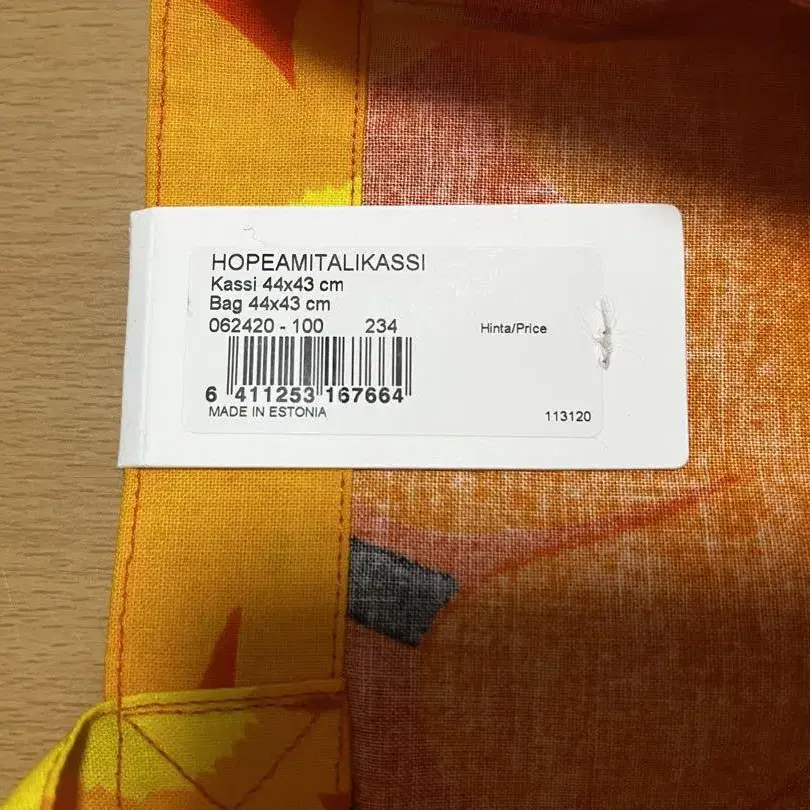 HOPEAMITALIKASSI
Kassi 44x43 cm
Bag 44x43 cm
062420 - 100 234 Hinta/Price
6 411253 167664
MADE IN ESTONIA 113120